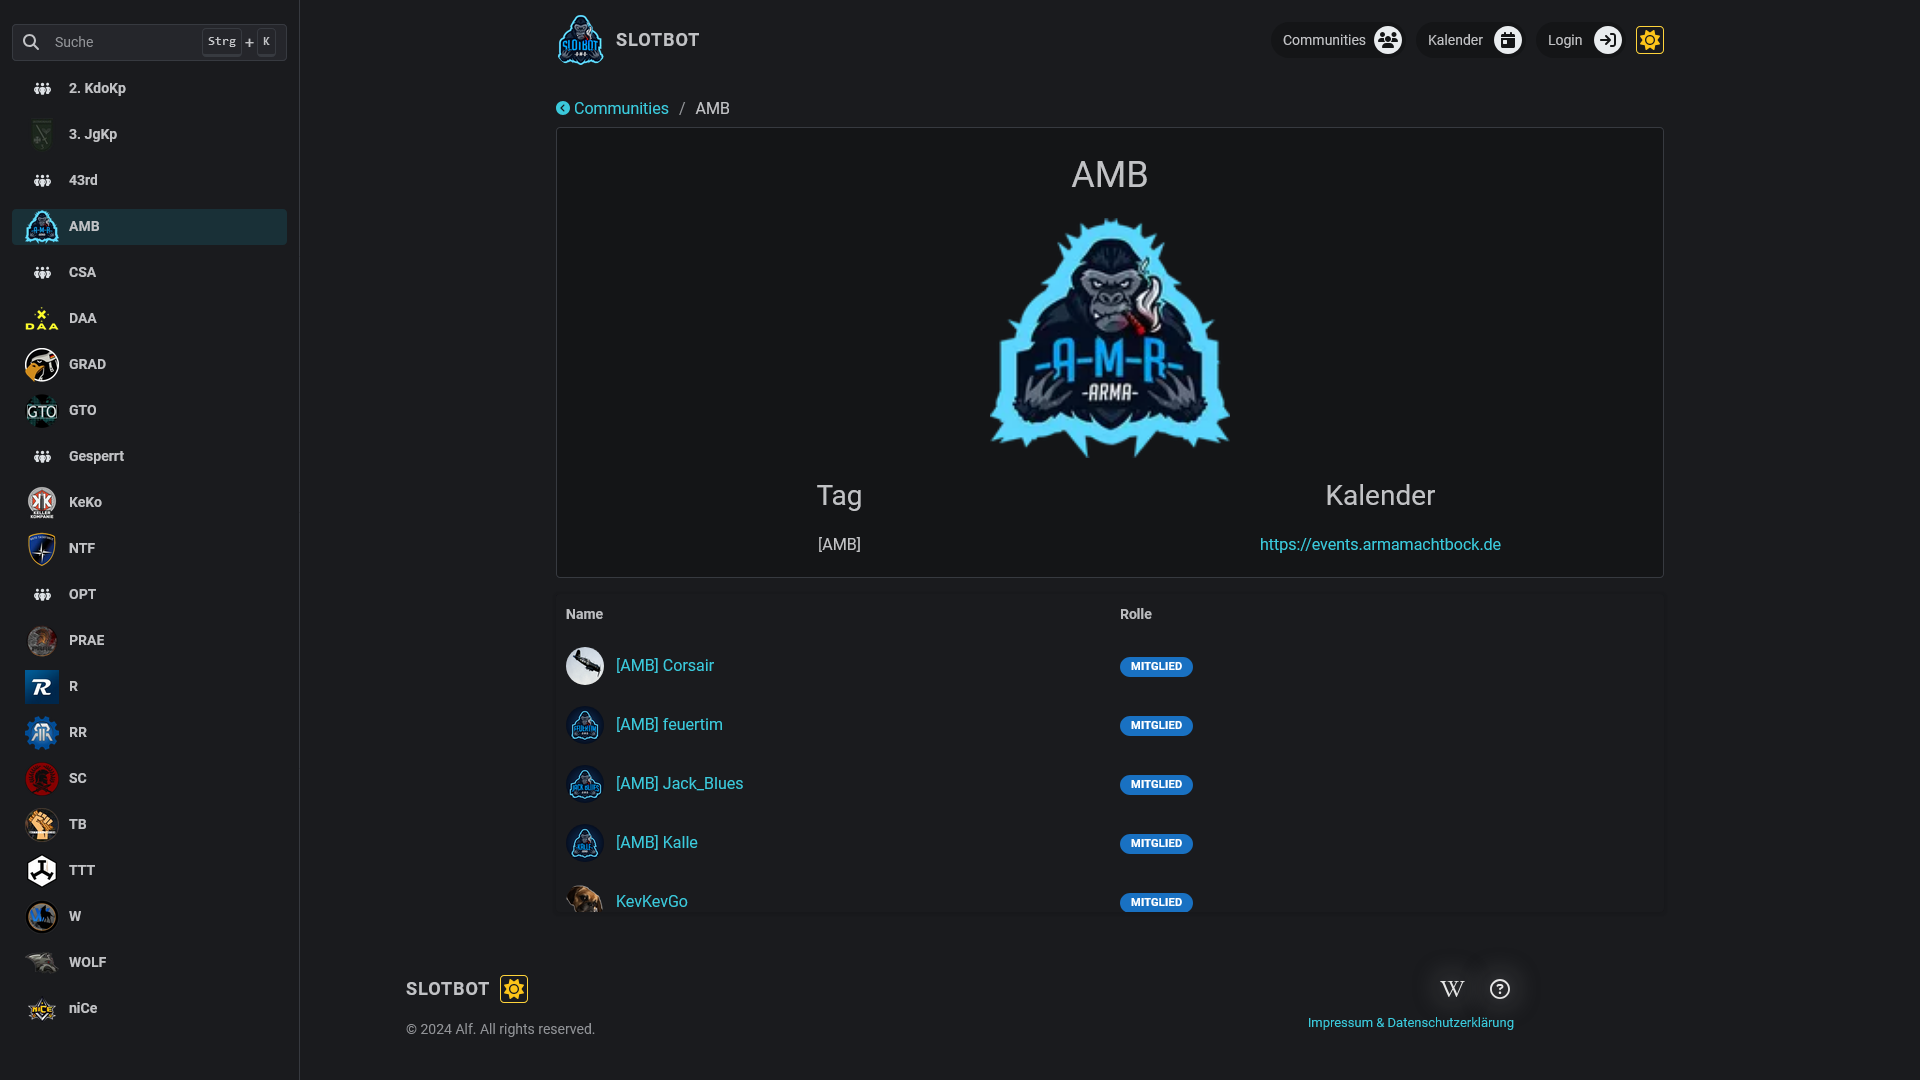 Suche
Strg + K
2. KdoKp
3. JgKp
43rd
AMB
CSA
DAA
GRAD
GTO
Gesperrt
KeKo
NTF
OPT
PRAE
R
RR
SC
TB
TTT
W
WOLF
niCe
SLOTBOT
Communities
Kalender
Login
Communities / AMB
AMB
-A-M-R-
-ARMA-
Tag
Kalender
[AMB]
https://events.armamachtbock.de
Name
Rolle
[AMB] Corsair
MITGLIED
[AMB] feuertim
MITGLIED
[AMB] Jack_Blues
MITGLIED
[AMB] Kalle
MITGLIED
KevKevGo
MITGLIED
SLOTBOT
© 2024 Alf. All rights reserved.
Impressum & Datenschutzerklärung